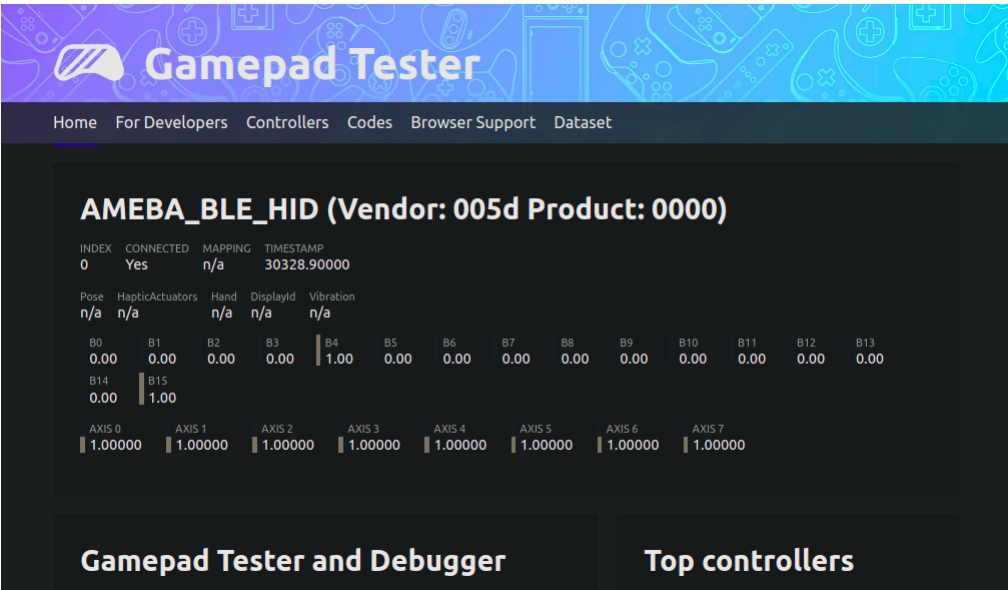 Gamepad Tester
Home For Developers Controllers Codes Browser Support Dataset
AMEBA_BLE_HID (Vendor: 005d Product: 0000)
INDEX CONNECTED MAPPING TIMESTAMP
0 Yes n/a 30328.90000
Pose HapticActuators Hand DisplayId Vibration
n/a n/a n/a n/a n/a
B0 B1 B2 B3 B4 B5 B6 B7 B8 B9 B10 B11 B12 B13
0.00 0.00 0.00 0.00 1.00 0.00 0.00 0.00 0.00 0.00 0.00 0.00 0.00 0.00
B14 B15
0.00 1.00
AXIS 0 AXIS 1 AXIS 2 AXIS 3 AXIS 4 AXIS 5 AXIS 6 AXIS 7
1.00000 1.00000 1.00000 1.00000 1.00000 1.00000 1.00000 1.00000
Gamepad Tester and Debugger
Top controllers